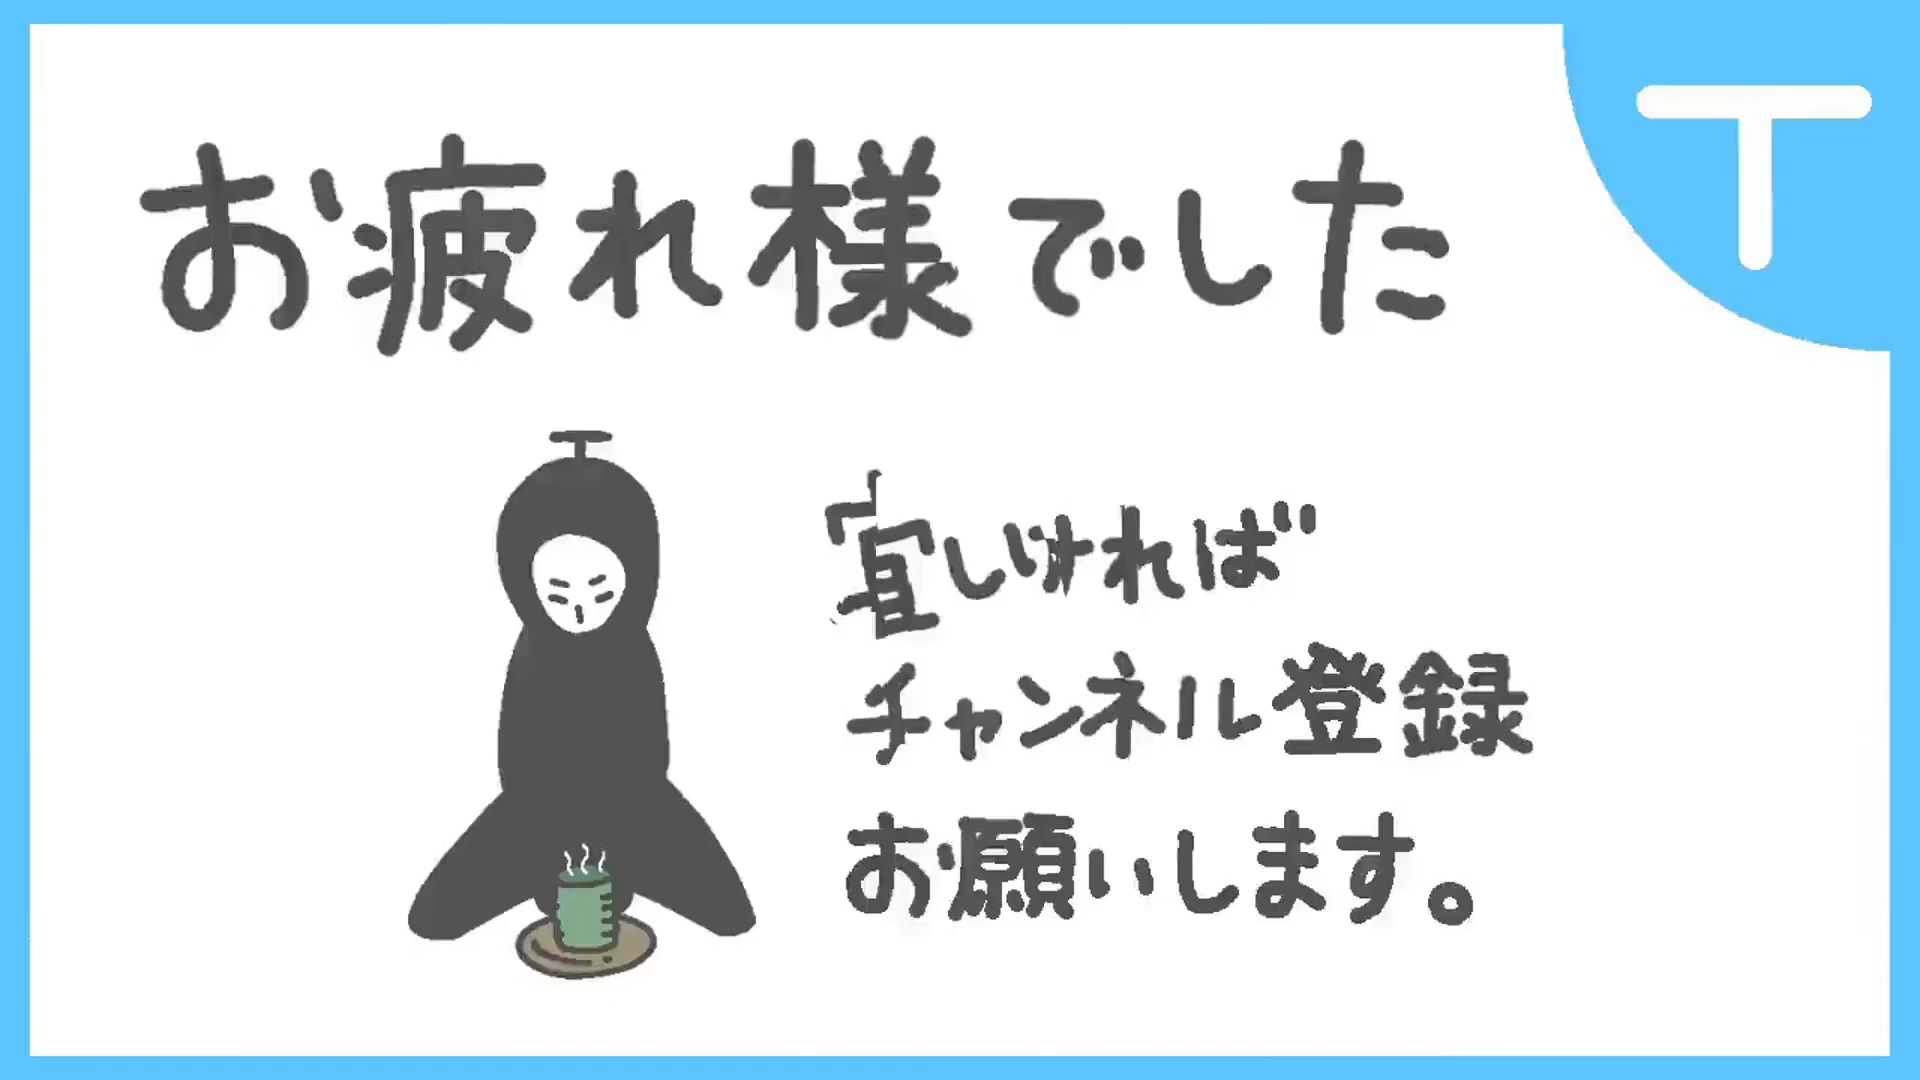 T
お疲れ様でした
宜しければ
チャンネル登録
お願いします。